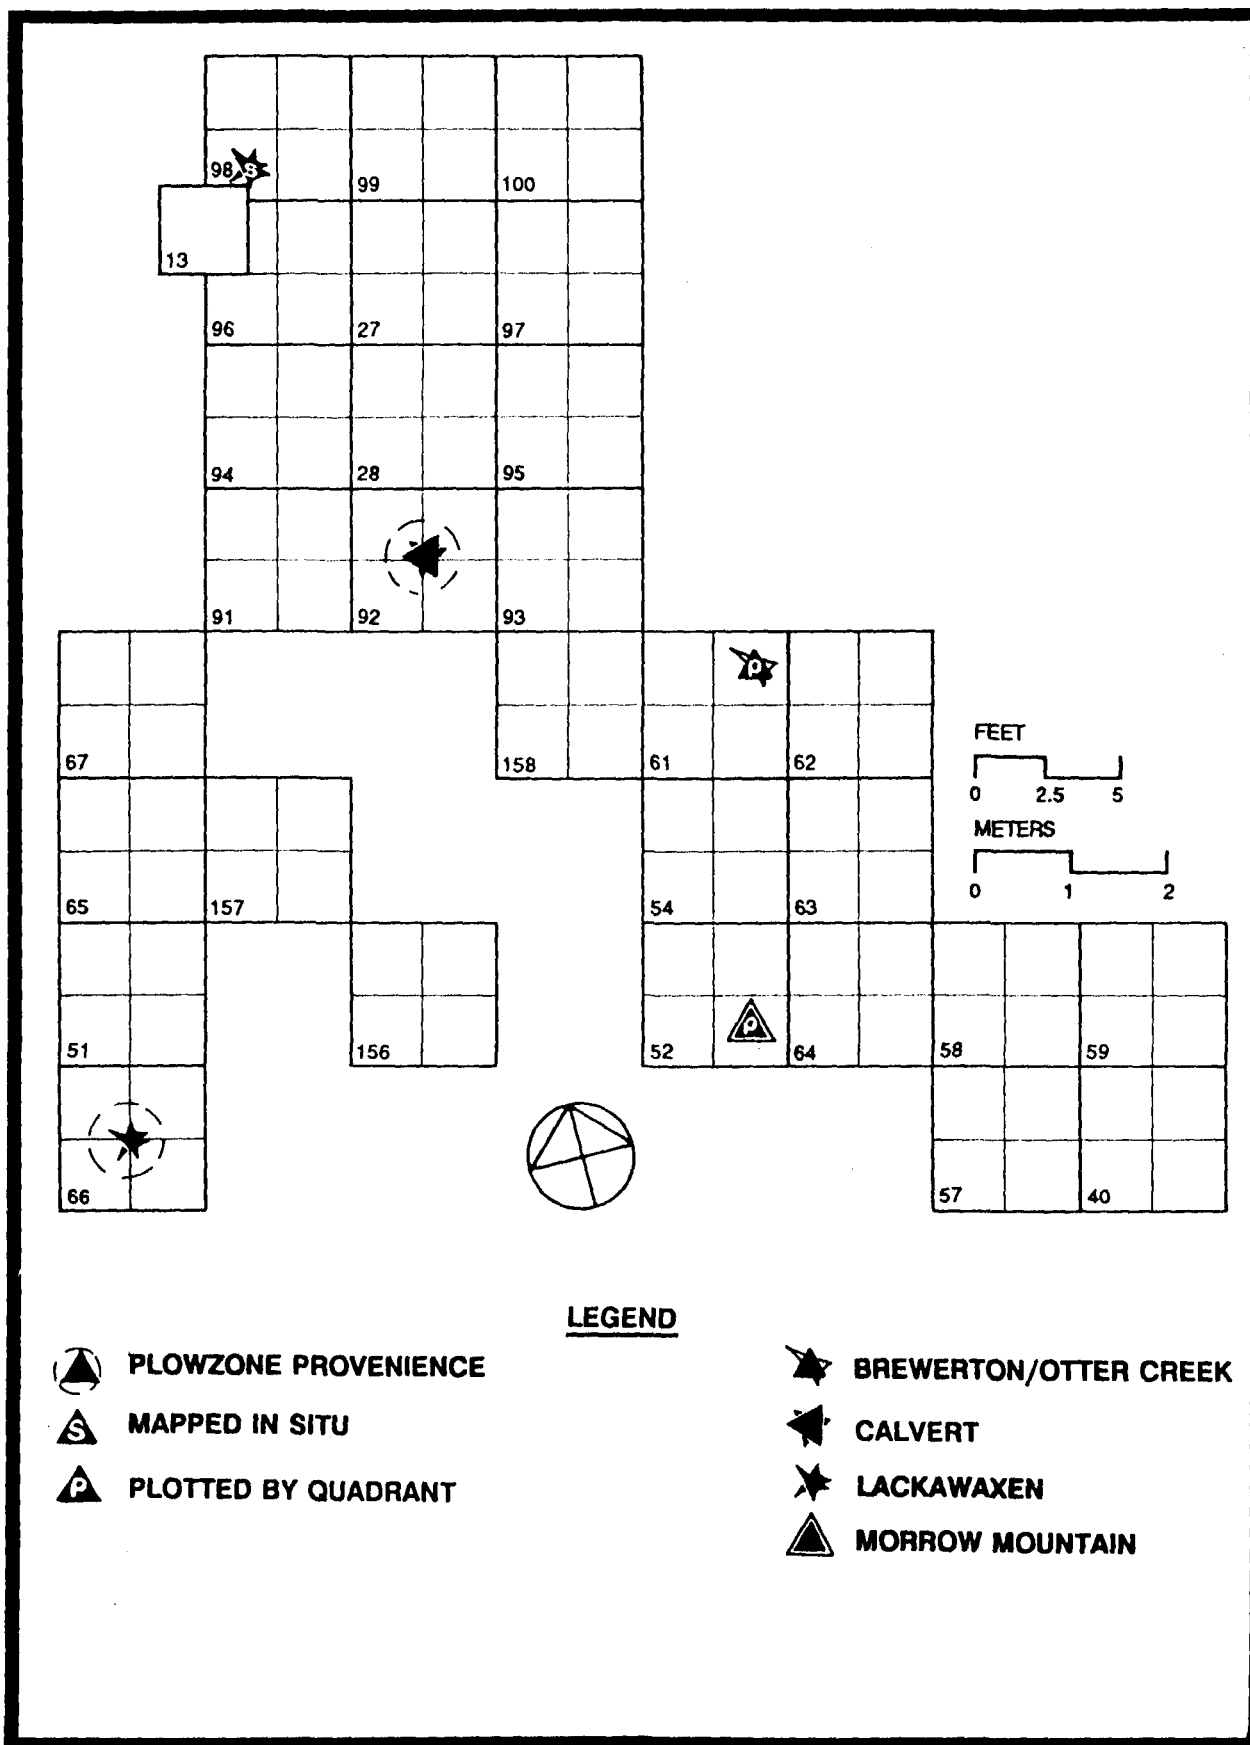 98
S
99
100
13
96
27
97
94
28
95
91
92
93
P
67
158
61
62
FEET
0 2.5 5
METERS
0 1 2
65
157
54
63
51
156
P
52
64
58
59
66
57
40
LEGEND
PLOWZONE PROVENIENCE
S MAPPED IN SITU
P PLOTTED BY QUADRANT
BREWERTON/OTTER CREEK
CALVERT
LACKAWAXEN
MORROW MOUNTAIN